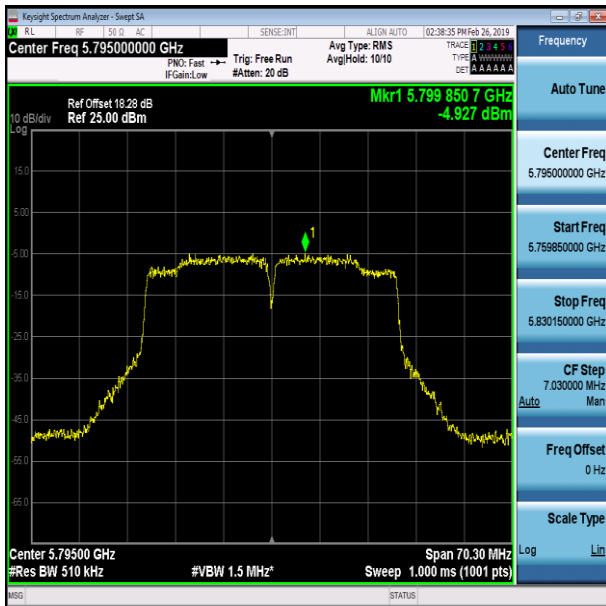 Keysight Spectrum Analyzer - Swept SA
RL RF 50 Ω AC SENSE:INT ALIGN AUTO 02:38:35 PM Feb 26, 2019
Center Freq 5.795000000 GHz
PNO: Fast
IFGain:Low
Trig: Free Run
#Atten: 20 dB
Avg Type: RMS
Avg|Hold: 10/10
TRACE 1 2 3 4 5 6
TYPE A WWWWW
DET A A A A A A
Ref Offset 18.28 dB
10 dB/div Ref 25.00 dBm
Log
Mkr1 5.799 850 7 GHz
-4.927 dBm
15.0
5.00
-5.00
-15.0
-25.0
-35.0
-45.0
-55.0
-65.0
1
Center 5.79500 GHz Span 70.30 MHz
#Res BW 510 kHz #VBW 1.5 MHz* Sweep 1.000 ms (1001 pts)
MSG STATUS
Frequency
Auto Tune
Center Freq
5.795000000 GHz
Start Freq
5.759850000 GHz
Stop Freq
5.830150000 GHz
CF Step
7.030000 MHz
Auto Man
Freq Offset
0 Hz
Scale Type
Log Lin